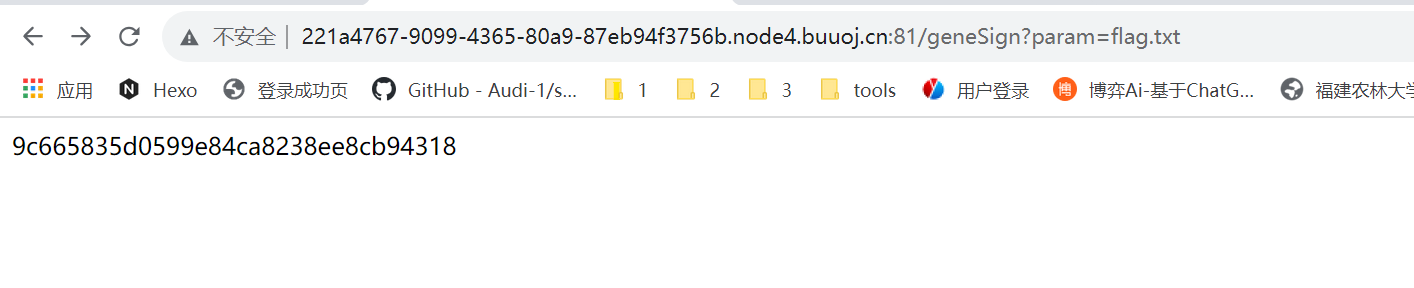 不安全 | 221a4767-9099-4365-80a9-87eb94f3756b.node4.buuoj.cn:81/geneSign?param=flag.txt
应用 Hexo 登录成功页 GitHub - Audi-1/s... 1 2 3 tools 用户登录 博 博弈Ai-基于ChatG... 福建农林大学
9c665835d0599e84ca8238ee8cb94318